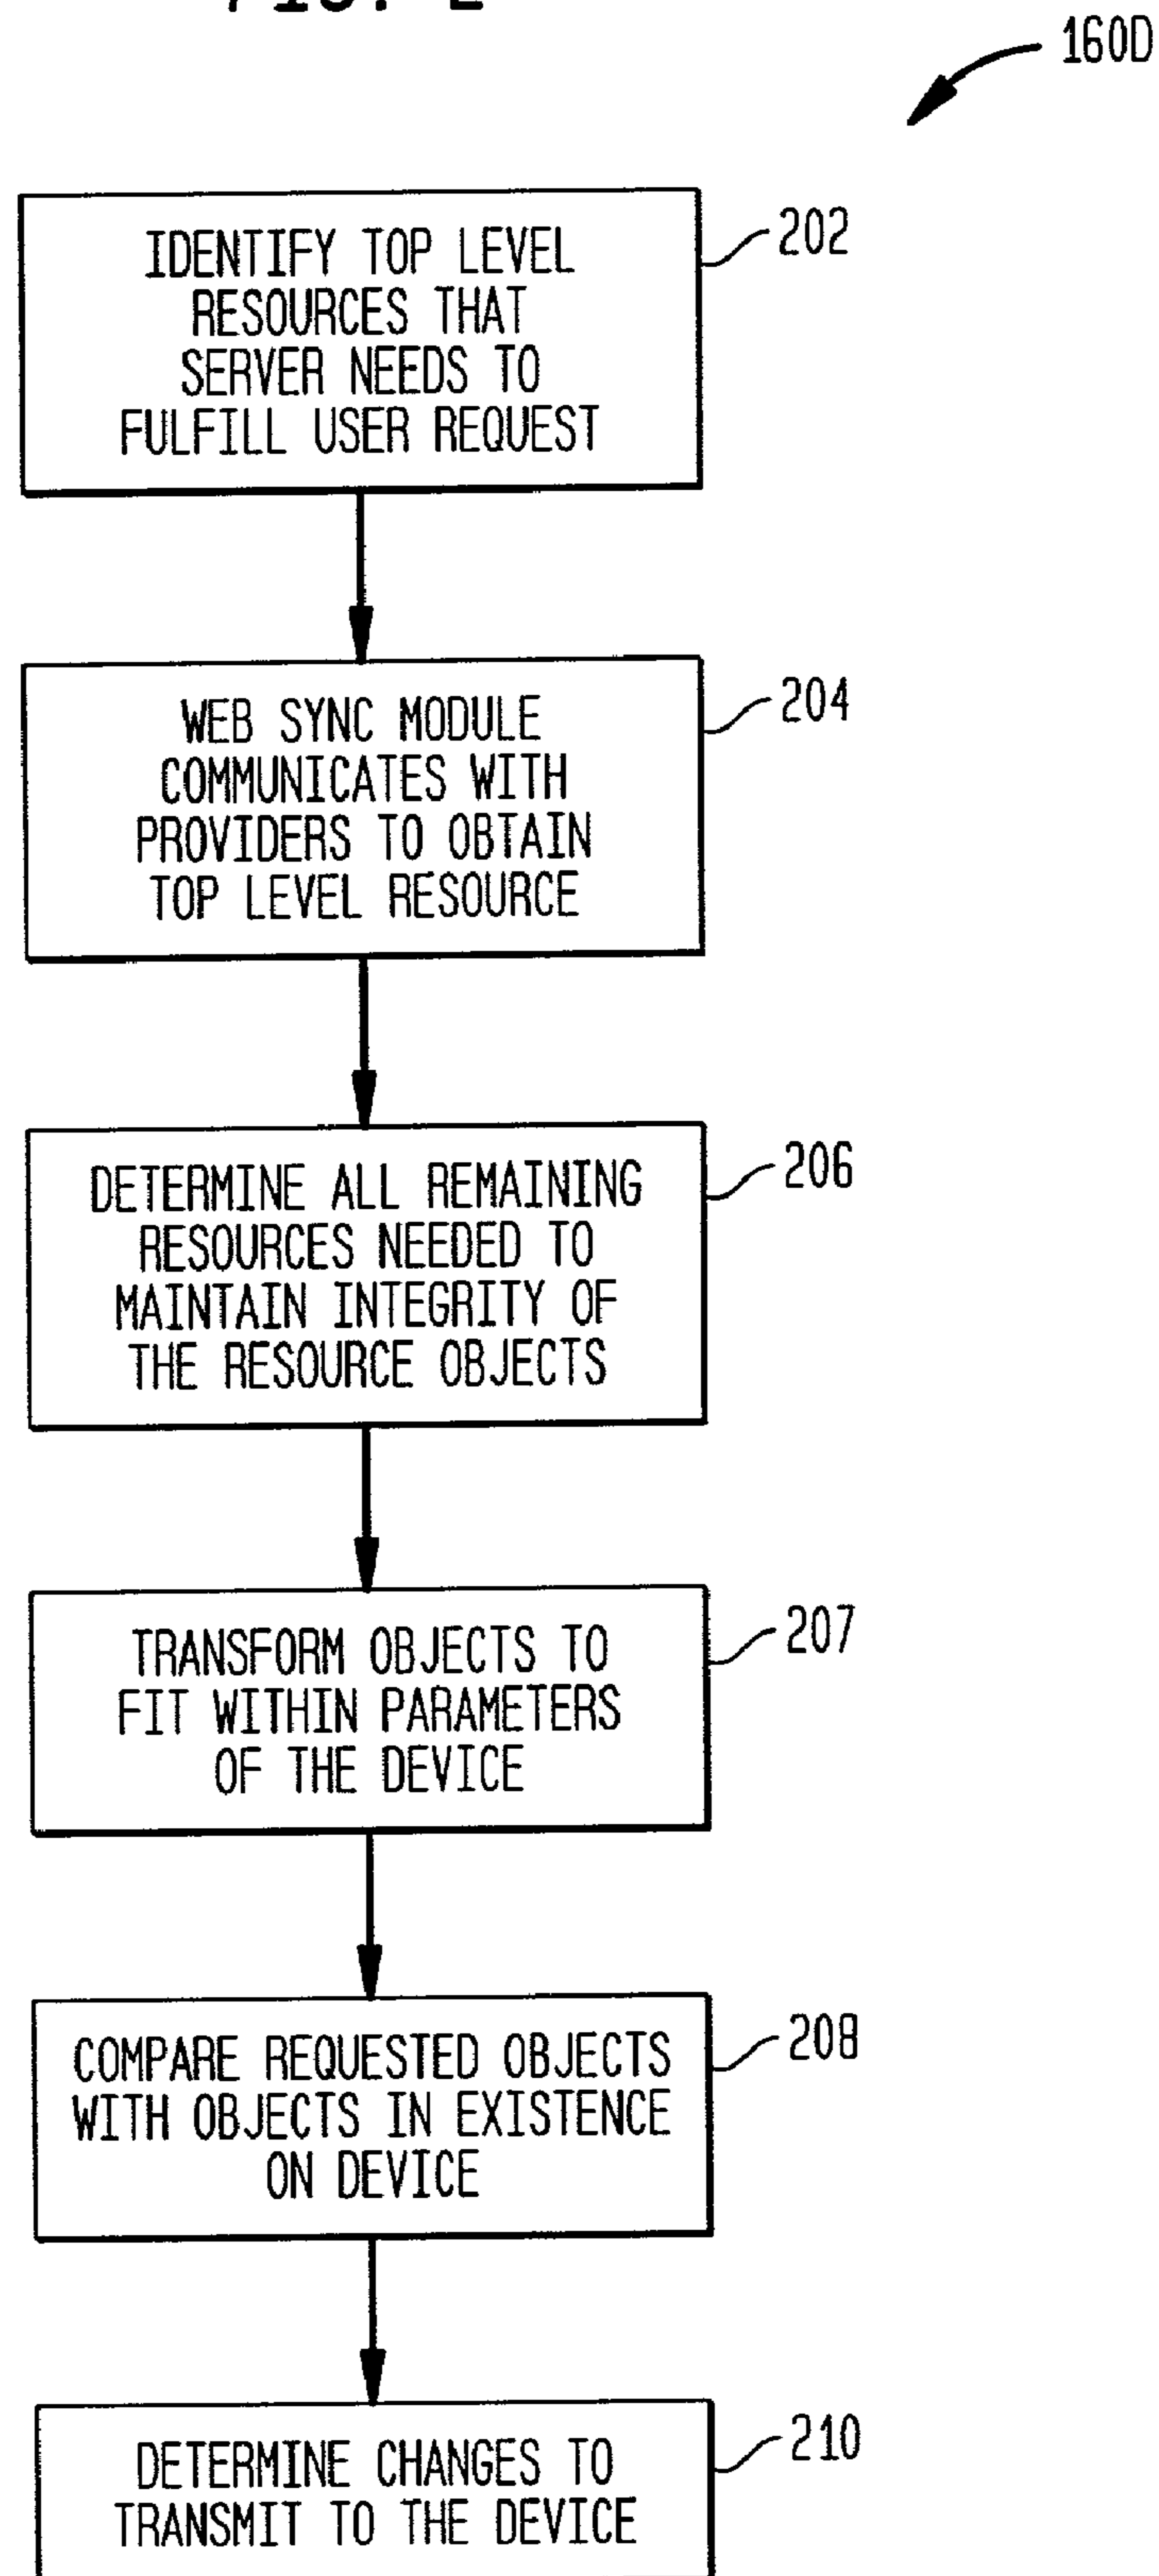 FIG. 2
160D
IDENTIFY TOP LEVEL
RESOURCES THAT
SERVER NEEDS TO
FULFILL USER REQUEST
202
WEB SYNC MODULE
COMMUNICATES WITH
PROVIDERS TO OBTAIN
TOP LEVEL RESOURCE
204
DETERMINE ALL REMAINING
RESOURCES NEEDED TO
MAINTAIN INTEGRITY OF
THE RESOURCE OBJECTS
206
TRANSFORM OBJECTS TO
FIT WITHIN PARAMETERS
OF THE DEVICE
207
COMPARE REQUESTED OBJECTS
WITH OBJECTS IN EXISTENCE
ON DEVICE
208
DETERMINE CHANGES TO
TRANSMIT TO THE DEVICE
210